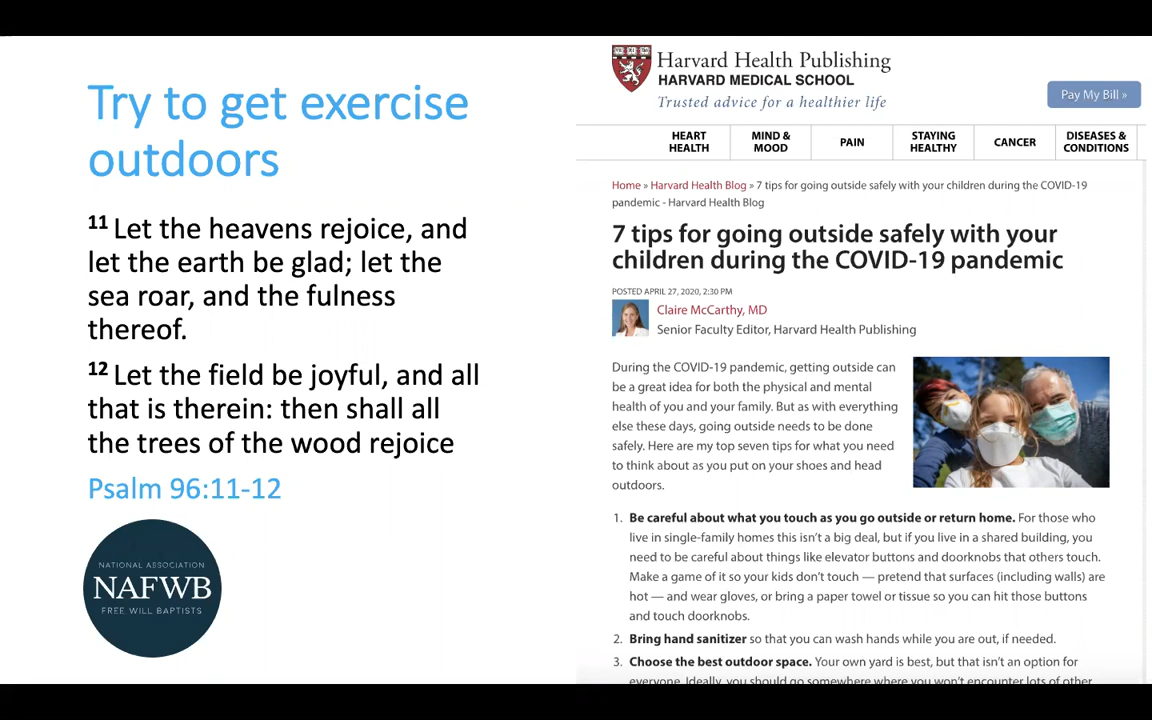 Try to get exercise
outdoors
11 Let the heavens rejoice, and
let the earth be glad; let the
sea roar, and the fulness
thereof.
12 Let the field be joyful, and all
that is therein: then shall all
the trees of the wood rejoice
Psalm 96:11-12
NATIONAL ASSOCIATION
NAFWB
FREE WILL BAPTISTS
Harvard Health Publishing
HARVARD MEDICAL SCHOOL
Trusted advice for a healthier life
Pay My Bill »
HEART
HEALTH
MIND &
MOOD
PAIN
STAYING
HEALTHY
CANCER
DISEASES &
CONDITIONS
Home » Harvard Health Blog » 7 tips for going outside safely with your children during the COVID-19
pandemic - Harvard Health Blog
7 tips for going outside safely with your
children during the COVID-19 pandemic
POSTED APRIL 27, 2020, 2:30 PM
Claire McCarthy, MD
Senior Faculty Editor, Harvard Health Publishing
During the COVID-19 pandemic, getting outside can
be a great idea for both the physical and mental
health of you and your family. But as with everything
else these days, going outside needs to be done
safely. Here are my top seven tips for what you need
to think about as you put on your shoes and head
outdoors.
1. Be careful about what you touch as you go outside or return home. For those who
live in single-family homes this isn't a big deal, but if you live in a shared building, you
need to be careful about things like elevator buttons and doorknobs that others touch.
Make a game of it so your kids don't touch — pretend that surfaces (including walls) are
hot — and wear gloves, or bring a paper towel or tissue so you can hit those buttons
and touch doorknobs.
2. Bring hand sanitizer so that you can wash hands while you are out, if needed.
3. Choose the best outdoor space. Your own yard is best, but that isn't an option for
everyone. Ideally, you should go somewhere where you won't encounter lots of other